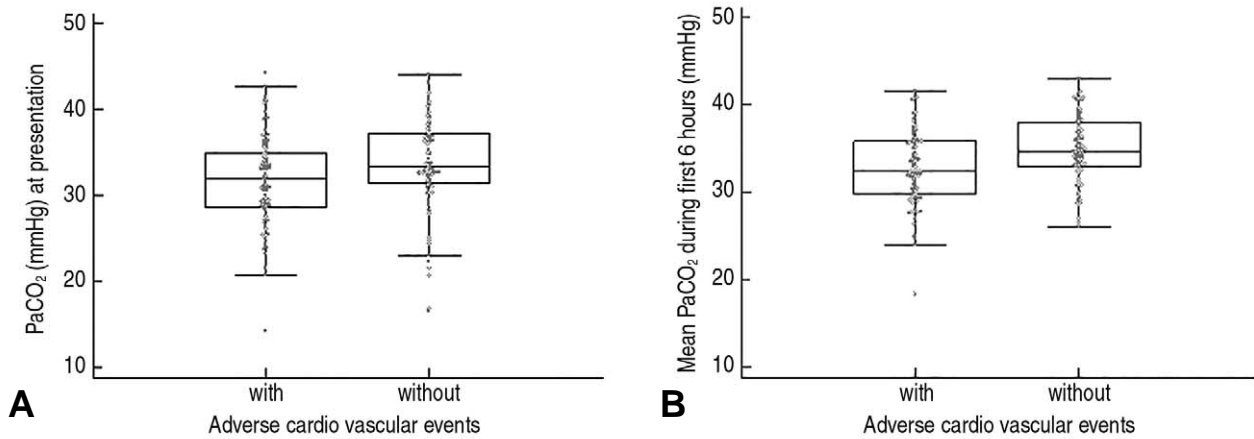 PaCO₂ (mmHg) at presentation
50
40
30
20
10
with without
Adverse cardio vascular events
A
Mean PaCO₂ during first 6 hours (mmHg)
50
40
30
20
10
with without
Adverse cardio vascular events
B